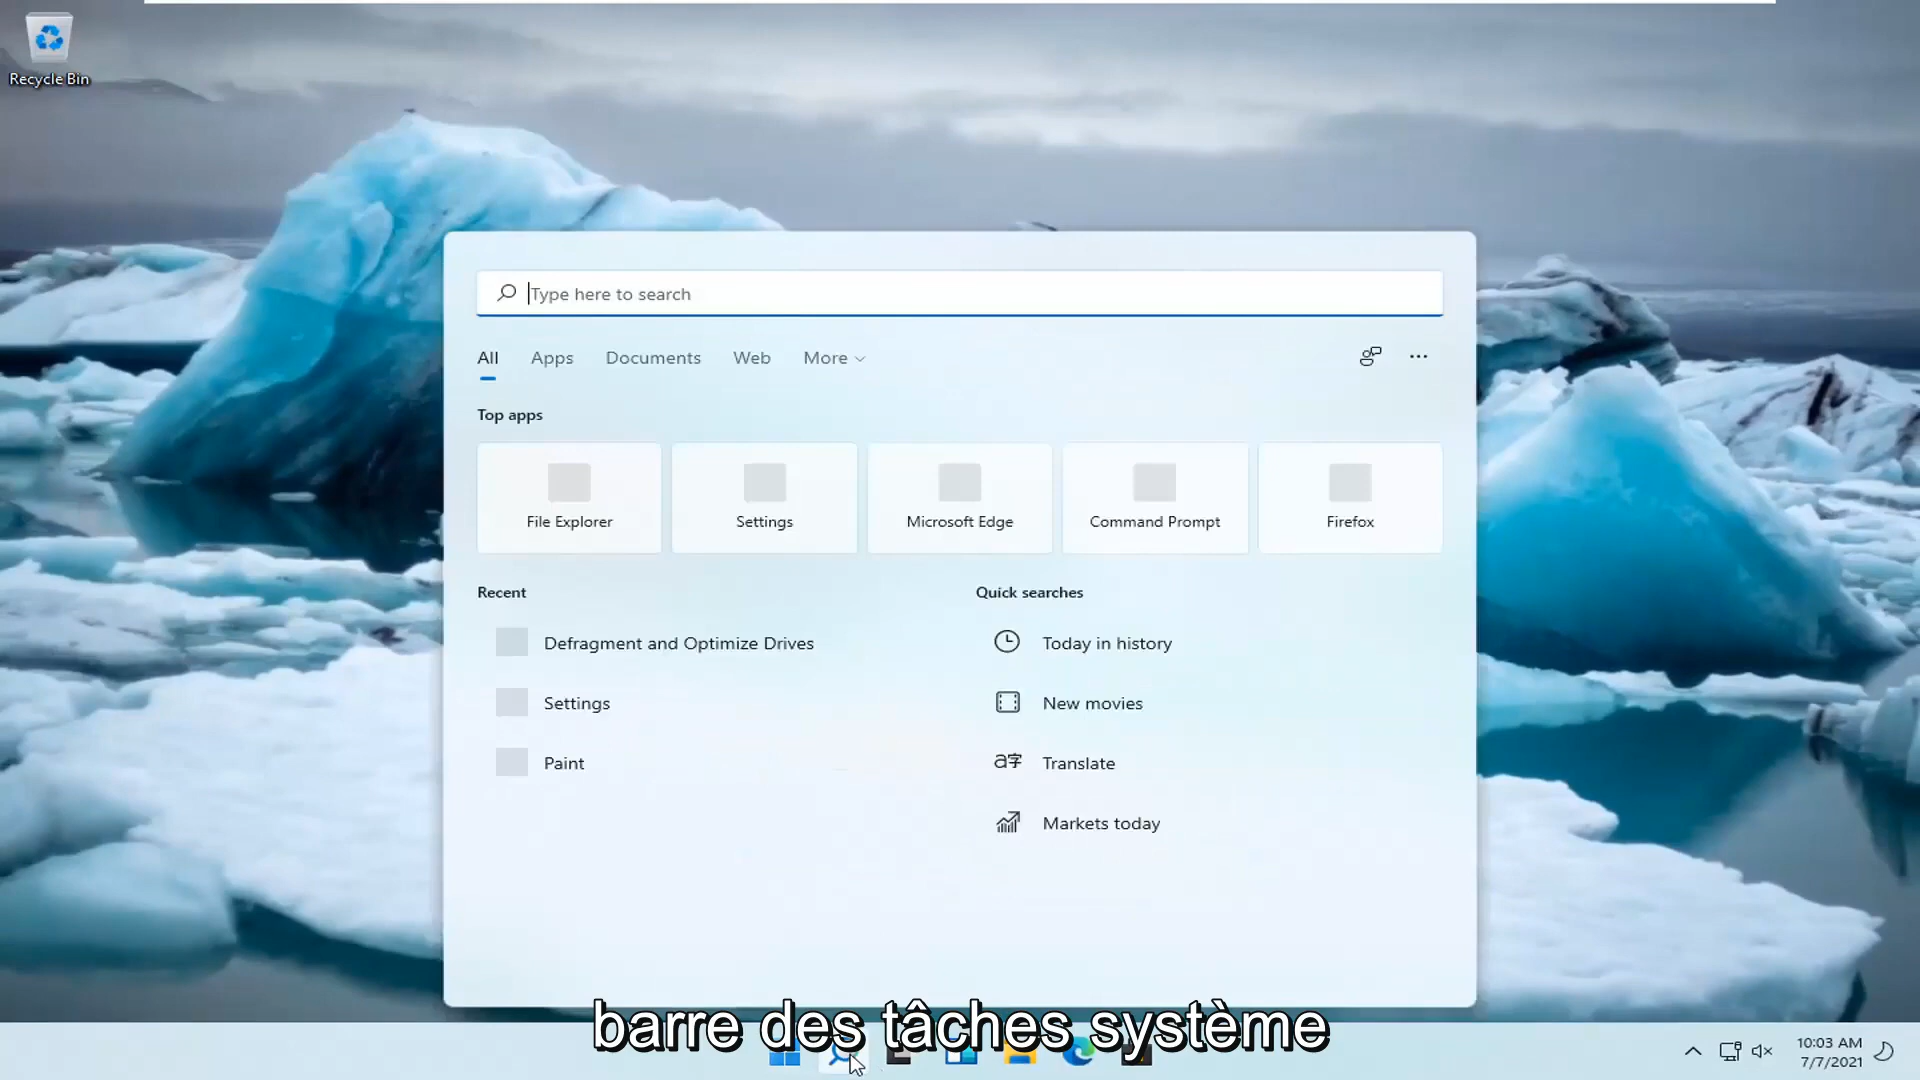 Recycle Bin
Type here to search
All Apps Documents Web More
Top apps
File Explorer Settings Microsoft Edge Command Prompt Firefox
Recent Quick searches
Defragment and Optimize Drives Today in history
Settings New movies
Paint Translate
Markets today
barre des tâches système
10:03 AM
7/7/2021